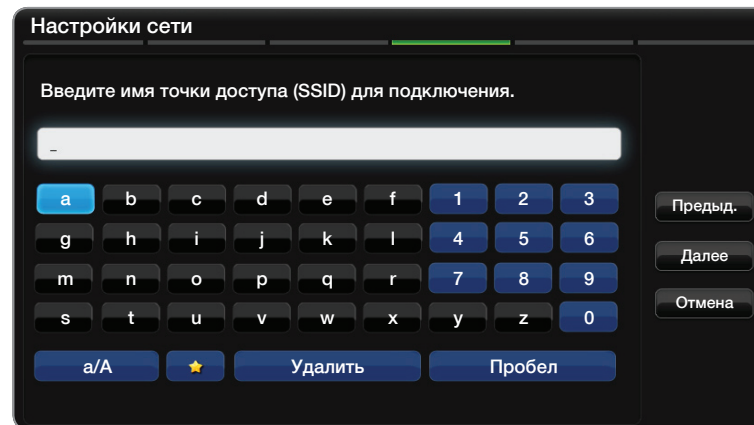 Настройки сети
Введите имя точки доступа (SSID) для подключения.
_
a b c d e f 1 2 3
g h i j k l 4 5 6
m n o p q r 7 8 9
s t u v w x y z 0
a/A Удалить Пробел
Предыд.
Далее
Отмена